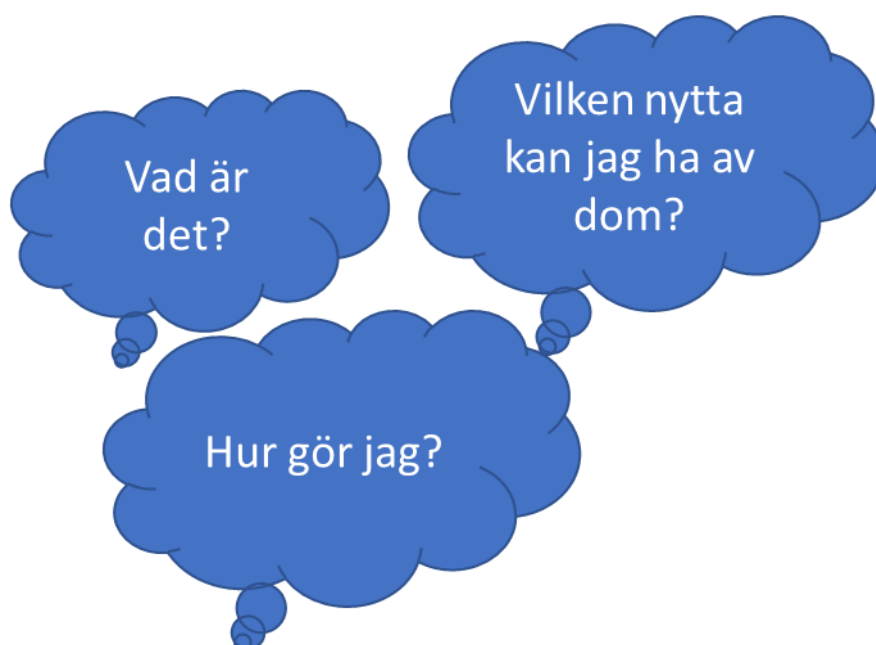 Vad är
det?
Vilken nytta
kan jag ha av
dom?
Hur gör jag?